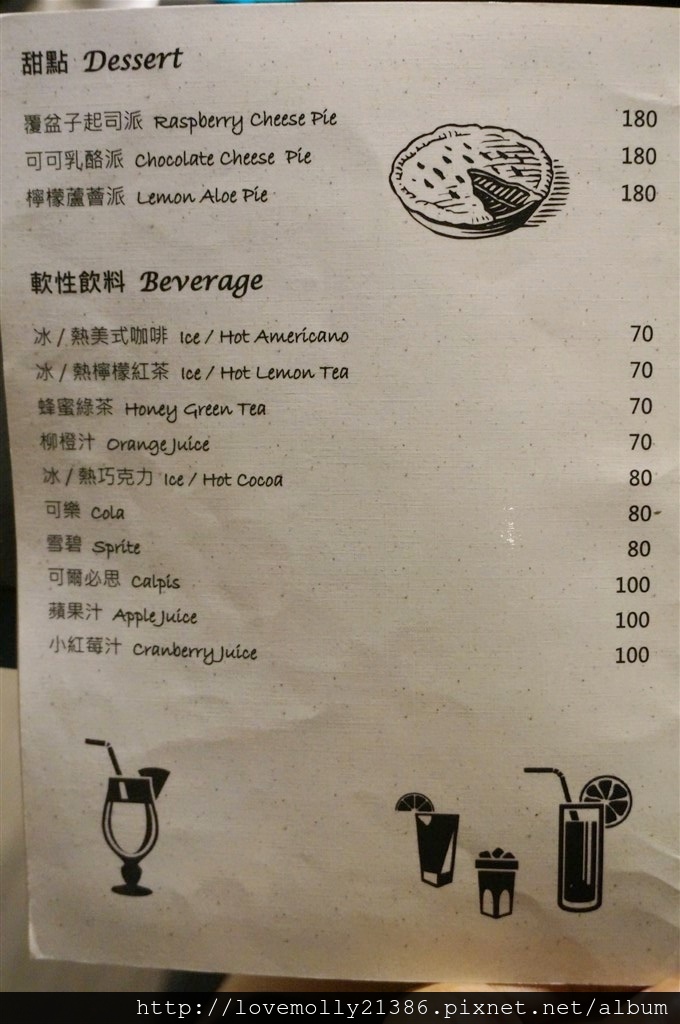 甜點 Dessert
覆盆子起司派 Raspberry Cheese Pie 180
可可乳酪派 Chocolate Cheese Pie 180
檸檬蘆薈派 Lemon Aloe Pie 180
軟性飲料 Beverage
冰 / 熱美式咖啡 Ice / Hot Americano 70
冰 / 熱檸檬紅茶 Ice / Hot Lemon Tea 70
蜂蜜綠茶 Honey Green Tea 70
柳橙汁 Orange Juice 70
冰 / 熱巧克力 Ice / Hot Cocoa 80
可樂 Cola 80
雪碧 Sprite 80
可爾必思 Calpis 100
蘋果汁 Apple Juice 100
小紅莓汁 Cranberry Juice 100
http://lovemolly21386.pixnet.net/album